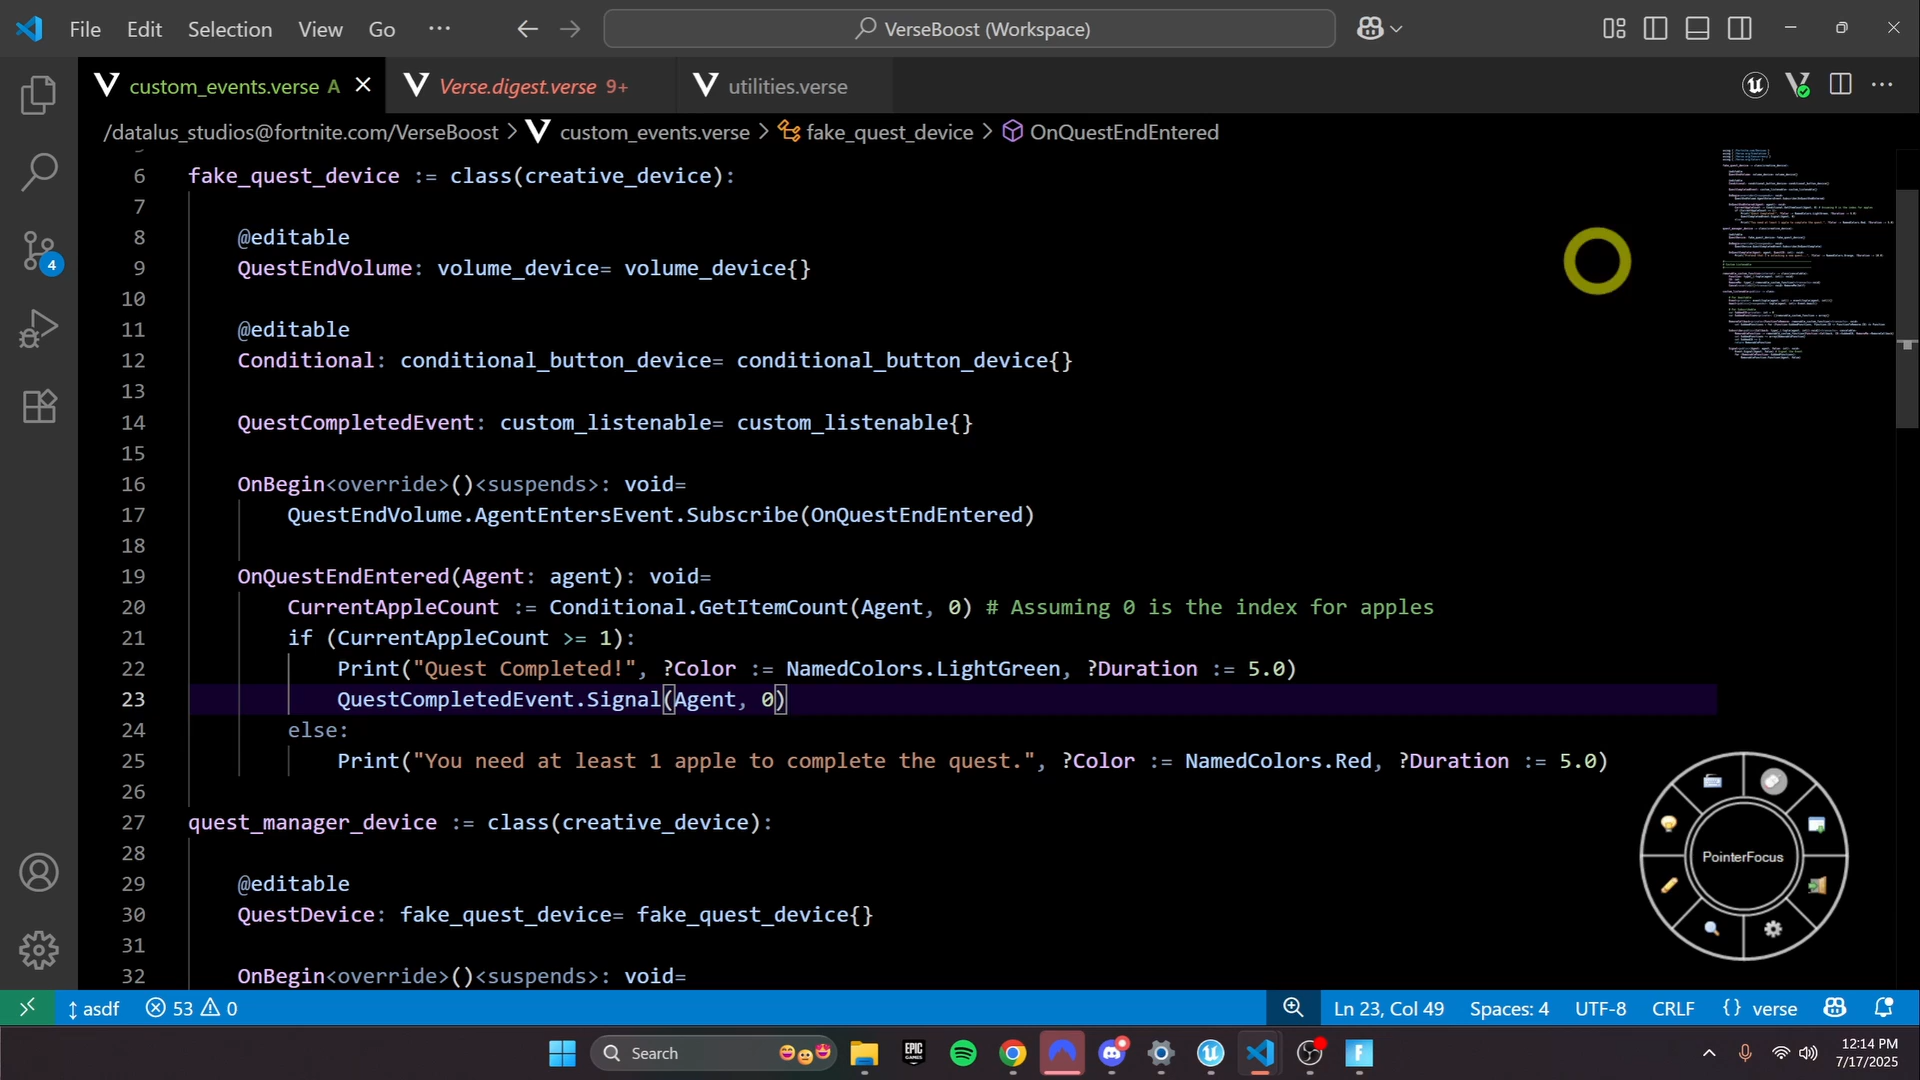 File Edit Selection View Go ··· VerseBoost (Workspace)
custom_events.verse A Verse.digest.verse 9+ utilities.verse
/datalus_studios@fortnite.com/VerseBoost > custom_events.verse > fake_quest_device > OnQuestEndEntered
6 fake_quest_device := class(creative_device):
7
8 @editable
9 QuestEndVolume: volume_device= volume_device{}
10
11 @editable
12 Conditional: conditional_button_device= conditional_button_device{}
13
14 QuestCompletedEvent: custom_listenable= custom_listenable{}
15
16 OnBegin<override>()<suspends>: void=
17 QuestEndVolume.AgentEntersEvent.Subscribe(OnQuestEndEntered)
18
19 OnQuestEndEntered(Agent: agent): void=
20 CurrentAppleCount := Conditional.GetItemCount(Agent, 0) # Assuming 0 is the index for apples
21 if (CurrentAppleCount >= 1):
22 Print("Quest Completed!", ?Color := NamedColors.LightGreen, ?Duration := 5.0)
23 QuestCompletedEvent.Signal(Agent, 0)
24 else:
25 Print("You need at least 1 apple to complete the quest.", ?Color := NamedColors.Red, ?Duration := 5.0)
26
27 quest_manager_device := class(creative_device):
28
29 @editable
30 QuestDevice: fake_quest_device= fake_quest_device{}
31
32 OnBegin<override>()<suspends>: void=
4
PointerFocus
asdf 53 0 Ln 23, Col 49 Spaces: 4 UTF-8 CRLF {} verse
Search EPIC GAMES
12:14 PM
7/17/2025